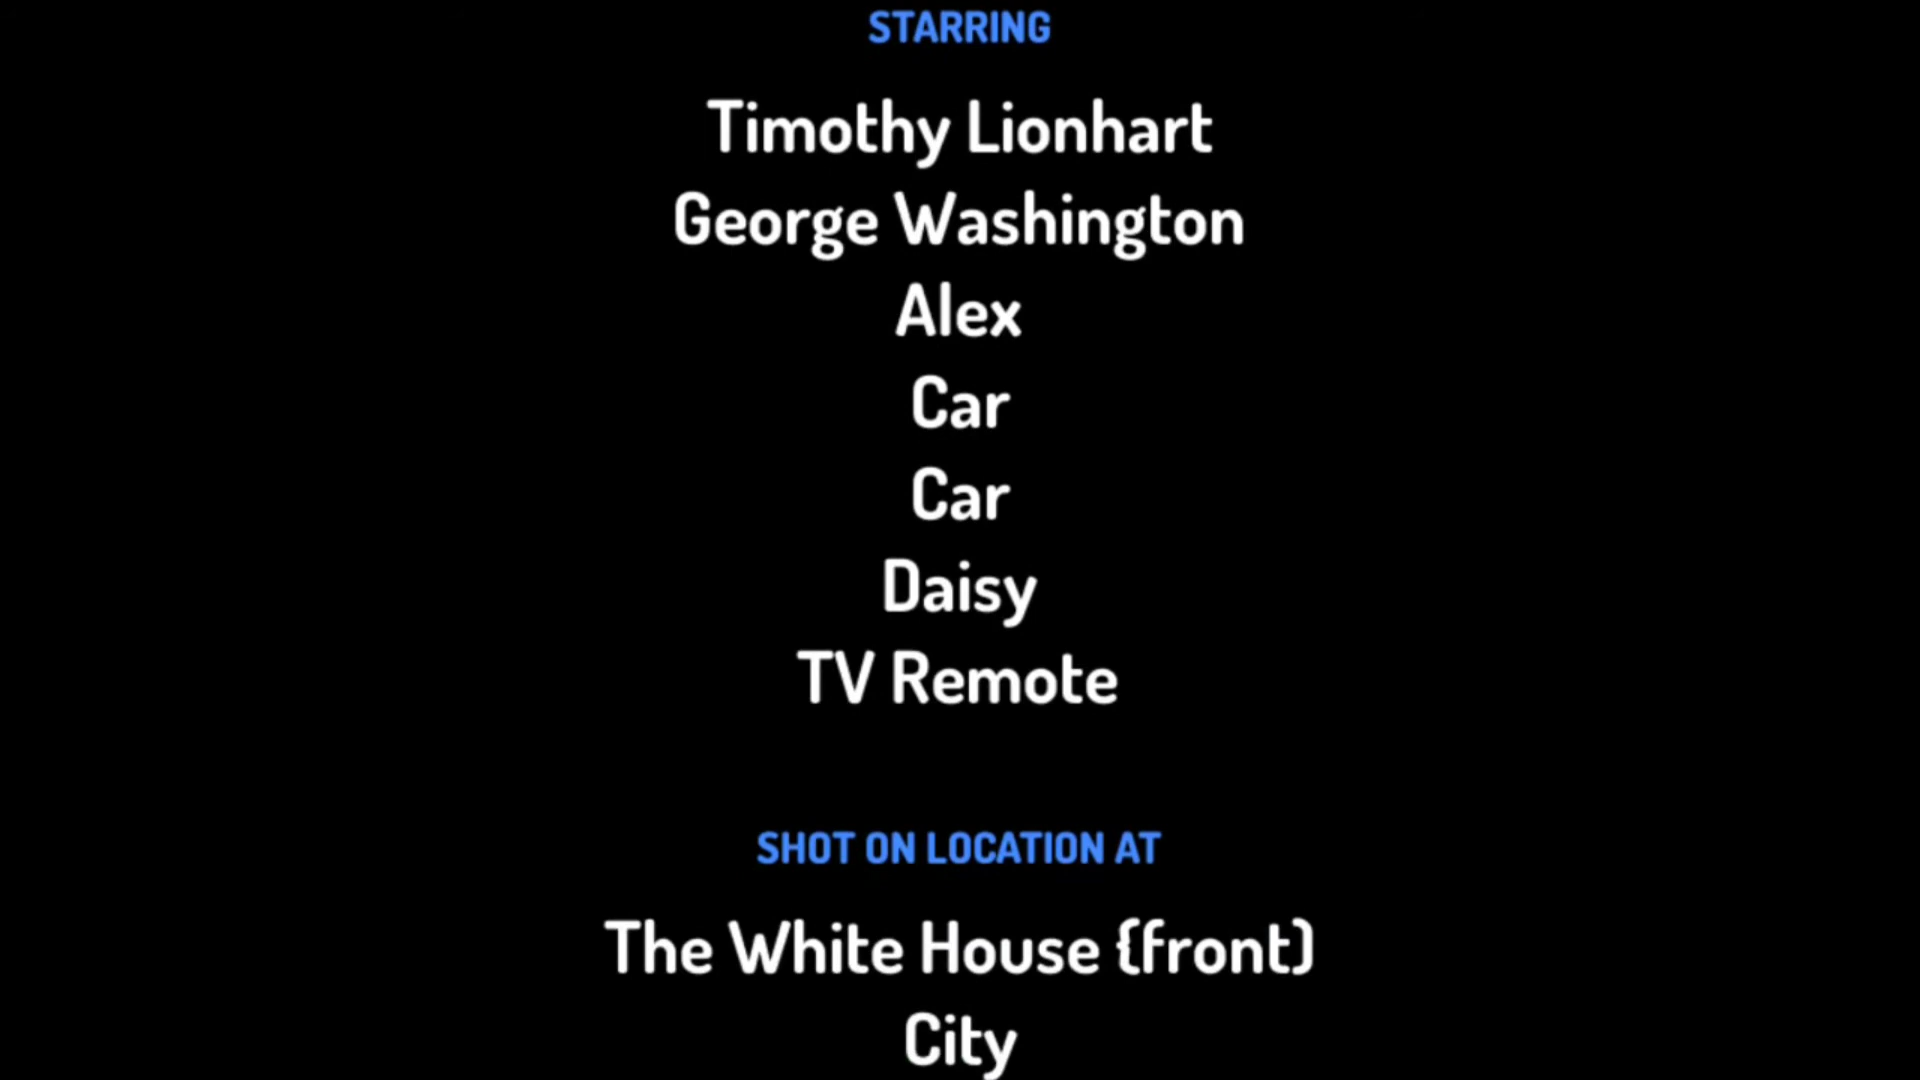 STARRING
Timothy Lionhart
George Washington
Alex
Car
Car
Daisy
TV Remote
SHOT ON LOCATION AT
The White House {front)
City